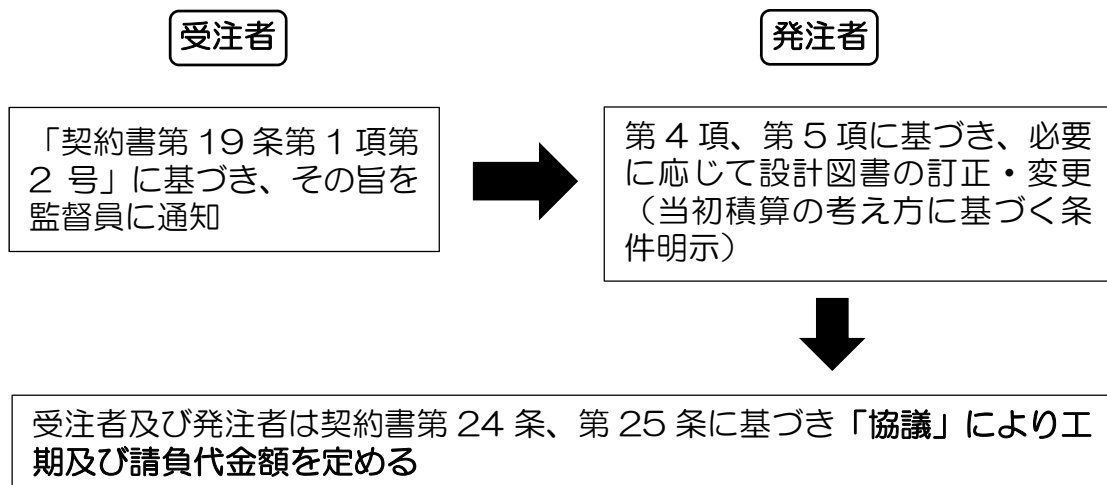 受注者
発注者
「契約書第 19 条第 1 項第
2 号」に基づき、その旨を
監督員に通知
第 4 項、第 5 項に基づき、必要
に応じて設計図書の訂正・変更
（当初積算の考え方に基づく条
件明示）
受注者及び発注者は契約書第 24 条、第 25 条に基づき「協議」により工
期及び請負代金額を定める